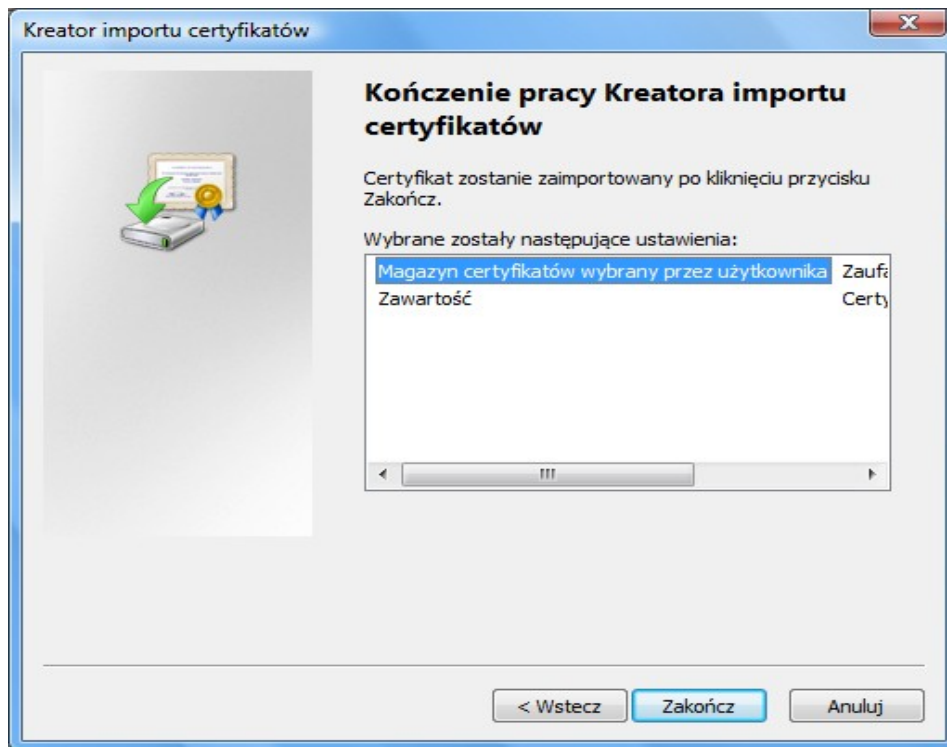 Kreator importu certyfikatów
Kończenie pracy Kreatora importu
certyfikatów
Certyfikat zostanie zaimportowany po kliknięciu przycisku
Zakończ.
Wybrane zostały następujące ustawienia:
Magazyn certyfikatów wybrany przez użytkownika
Zawartość
< Wstecz Zakończ Anuluj